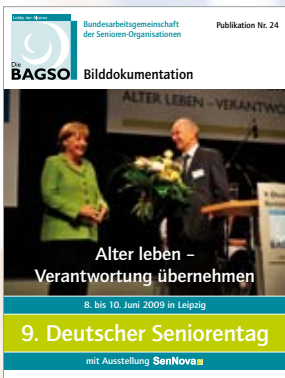 Lobby der Älteren
Die
BAGSO
Bundesarbeitsgemeinschaft
der Senioren-Organisationen
Publikation Nr. 24
Bilddokumentation
ALTER LEBEN – VERANTWOR
Alter leben –
Verantwortung übernehmen
8. bis 10. Juni 2009 in Leipzig
9. Deutscher Seniorentag
mit Ausstellung SenNova